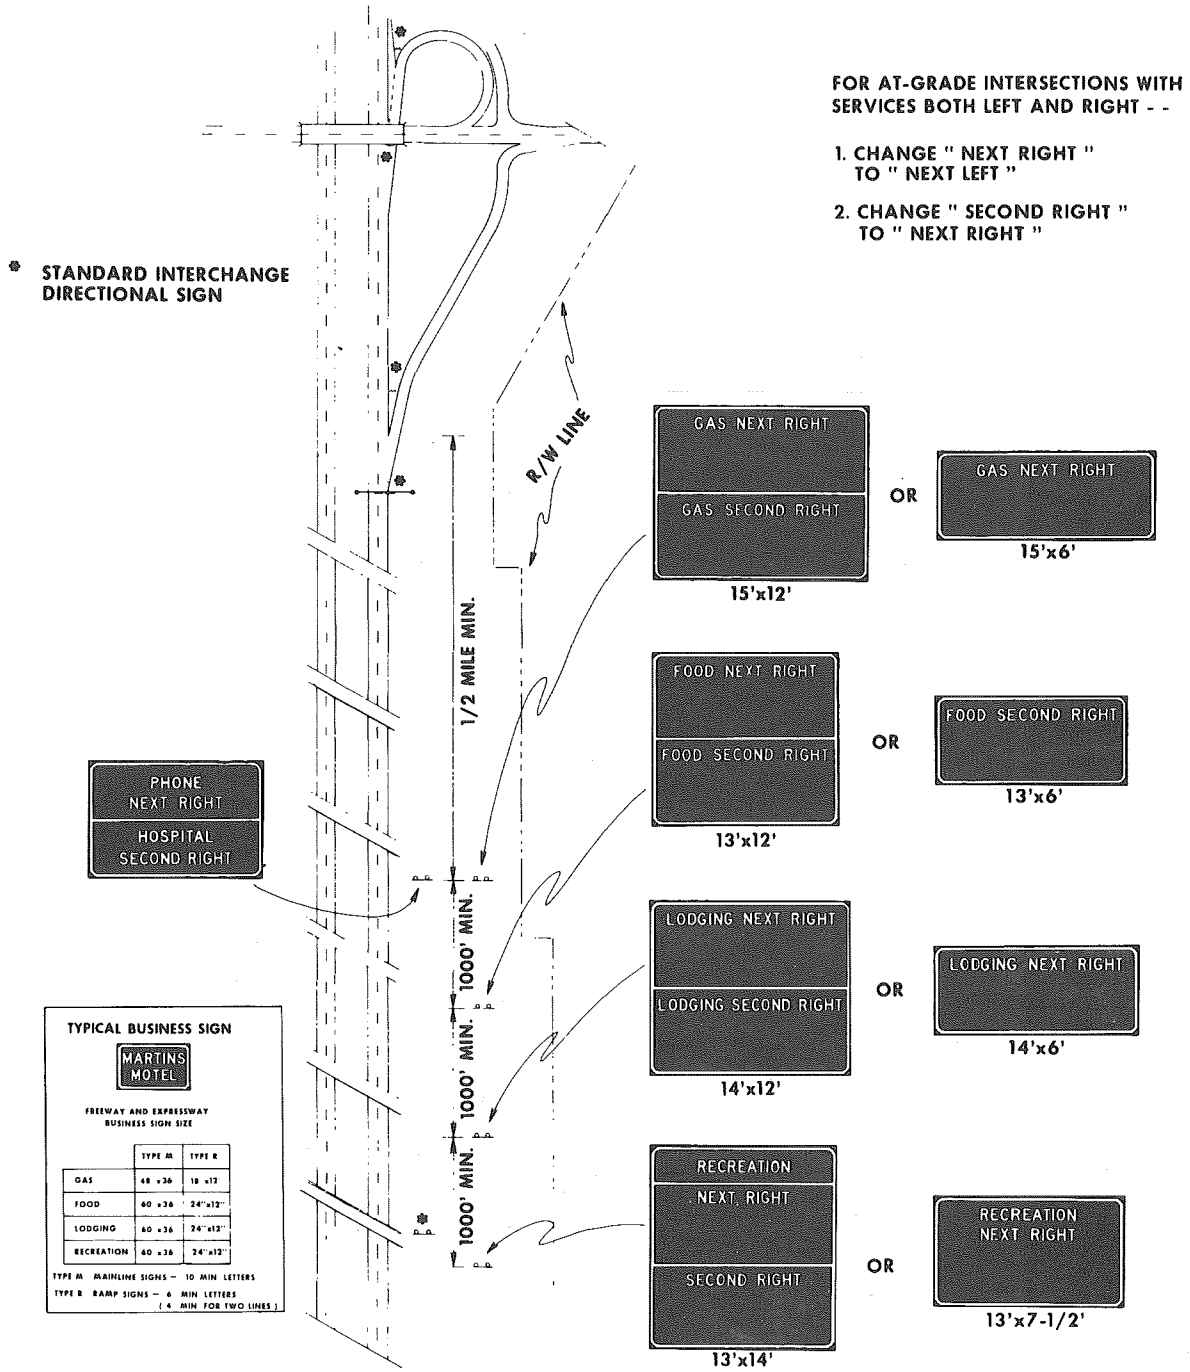 FOR AT-GRADE INTERSECTIONS WITH
SERVICES BOTH LEFT AND RIGHT - -
1. CHANGE " NEXT RIGHT "
TO " NEXT LEFT "
2. CHANGE " SECOND RIGHT "
TO " NEXT RIGHT "
* STANDARD INTERCHANGE
DIRECTIONAL SIGN
R/W LINE
1/2 MILE MIN.
GAS NEXT RIGHT
GAS SECOND RIGHT
15'x12'
OR
GAS NEXT RIGHT
15'x6'
FOOD NEXT RIGHT
FOOD SECOND RIGHT
13'x12'
OR
FOOD SECOND RIGHT
13'x6'
PHONE
NEXT RIGHT
HOSPITAL
SECOND RIGHT
1000' MIN.
1000' MIN.
1000' MIN.
LODGING NEXT RIGHT
LODGING SECOND RIGHT
14'x12'
OR
LODGING NEXT RIGHT
14'x6'
RECREATION
NEXT RIGHT
SECOND RIGHT
13'x14'
OR
RECREATION
NEXT RIGHT
13'x7-1/2'
TYPICAL BUSINESS SIGN
MARTINS
MOTEL
FREEWAY AND EXPRESSWAY
BUSINESS SIGN SIZE
TYPE M TYPE R
GAS 48 x36 18 x12
FOOD 60 x36 24"x12"
LODGING 60 x36 24"x12"
RECREATION 60 x36 24"x12"
TYPE M MAINLINE SIGNS – 10 MIN LETTERS
TYPE R RAMP SIGNS – 6 MIN LETTERS
( 4 MIN FOR TWO LINES )